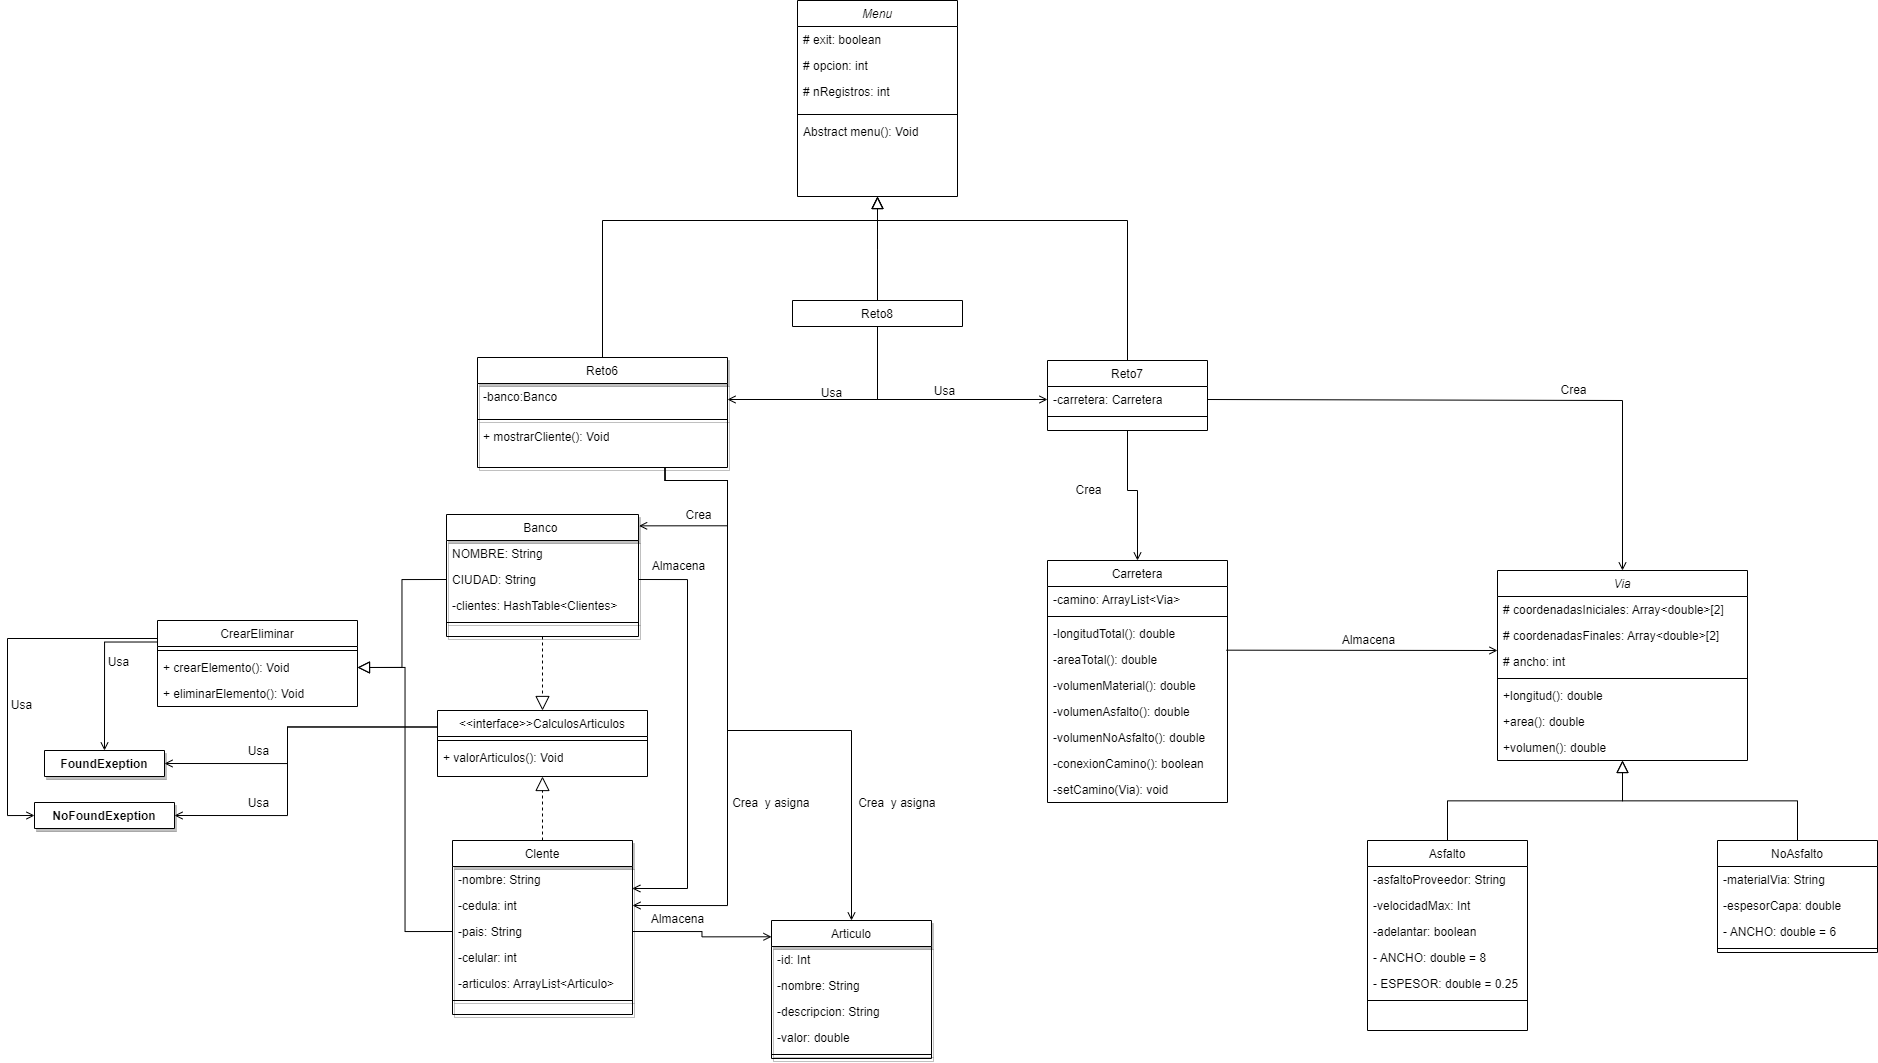 Menu
# exit: boolean
# opcion: int
# nRegistros: int
Abstract menu(): Void
Reto8
Usa
Usa
Reto6
-banco:Banco
+ mostrarCliente(): Void
Reto7
-carretera: Carretera
Crea
Crea
Crea
Banco
NOMBRE: String
CIUDAD: String
-clientes: HashTable<Clientes>
Almacena
CrearEliminar
+ crearElemento(): Void
+ eliminarElemento(): Void
Usa
Usa
<<interface>>CalculosArticulos
+ valorArticulos(): Void
Usa
FoundExeption
Usa
NoFoundExeption
Crea y asigna
Crea y asigna
Clente
-nombre: String
-cedula: int
-pais: String
-celular: int
-articulos: ArrayList<Articulo>
Almacena
Articulo
-id: Int
-nombre: String
-descripcion: String
-valor: double
Carretera
-camino: ArrayList<Via>
-longitudTotal(): double
-areaTotal(): double
-volumenMaterial(): double
-volumenAsfalto(): double
-volumenNoAsfalto(): double
-conexionCamino(): boolean
-setCamino(Via): void
Almacena
Via
# coordenadasIniciales: Array<double>[2]
# coordenadasFinales: Array<double>[2]
# ancho: int
+longitud(): double
+area(): double
+volumen(): double
Asfalto
-asfaltoProveedor: String
-velocidadMax: Int
-adelantar: boolean
- ANCHO: double = 8
- ESPESOR: double = 0.25
NoAsfalto
-materialVia: String
-espesorCapa: double
- ANCHO: double = 6